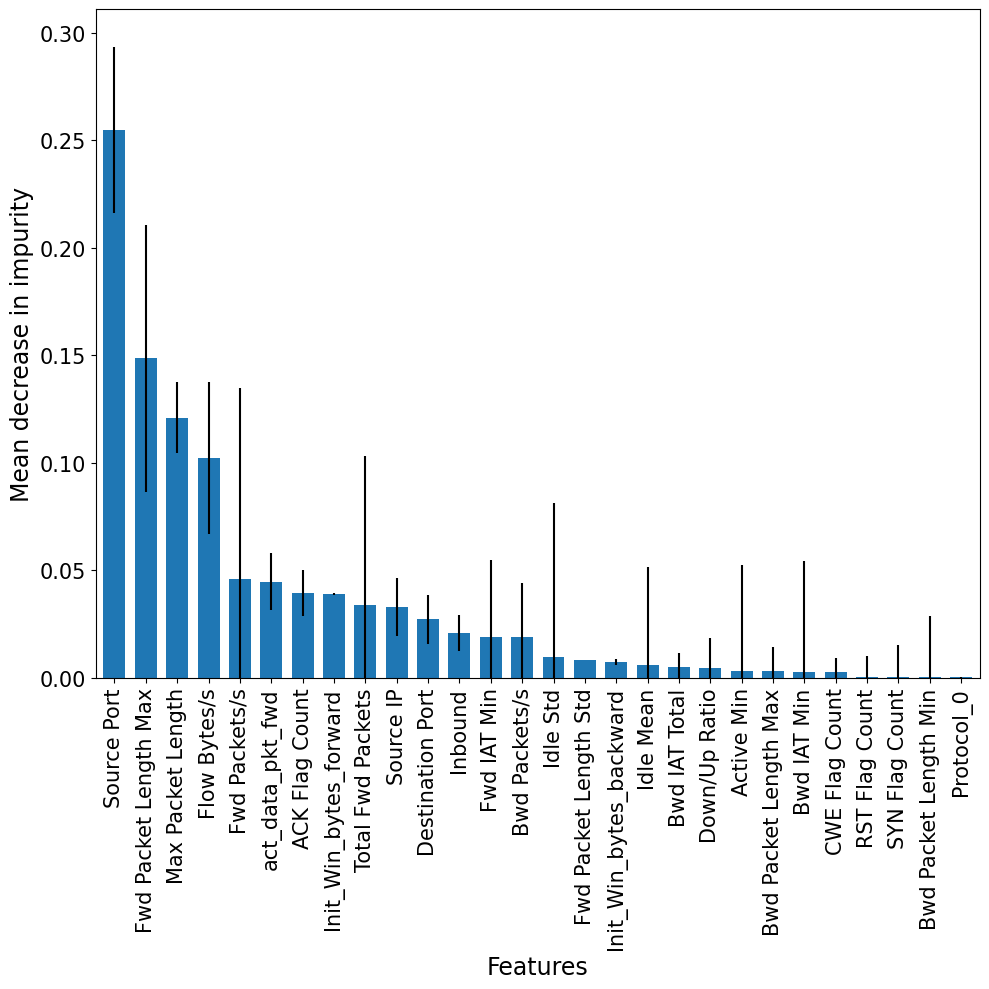 0.30
0.25
0.20
0.15
0.10
0.05
0.00
Mean decrease in impurity
Source Port
Fwd Packet Length Max
Max Packet Length
Flow Bytes/s
Fwd Packets/s
act_data_pkt_fwd
ACK Flag Count
Init_Win_bytes_forward
Total Fwd Packets
Source IP
Destination Port
Inbound
Fwd IAT Min
Bwd Packets/s
Idle Std
Fwd Packet Length Std
Init_Win_bytes_backward
Idle Mean
Bwd IAT Total
Down/Up Ratio
Active Min
Bwd Packet Length Max
Bwd IAT Min
CWE Flag Count
RST Flag Count
SYN Flag Count
Bwd Packet Length Min
Protocol_0
Features